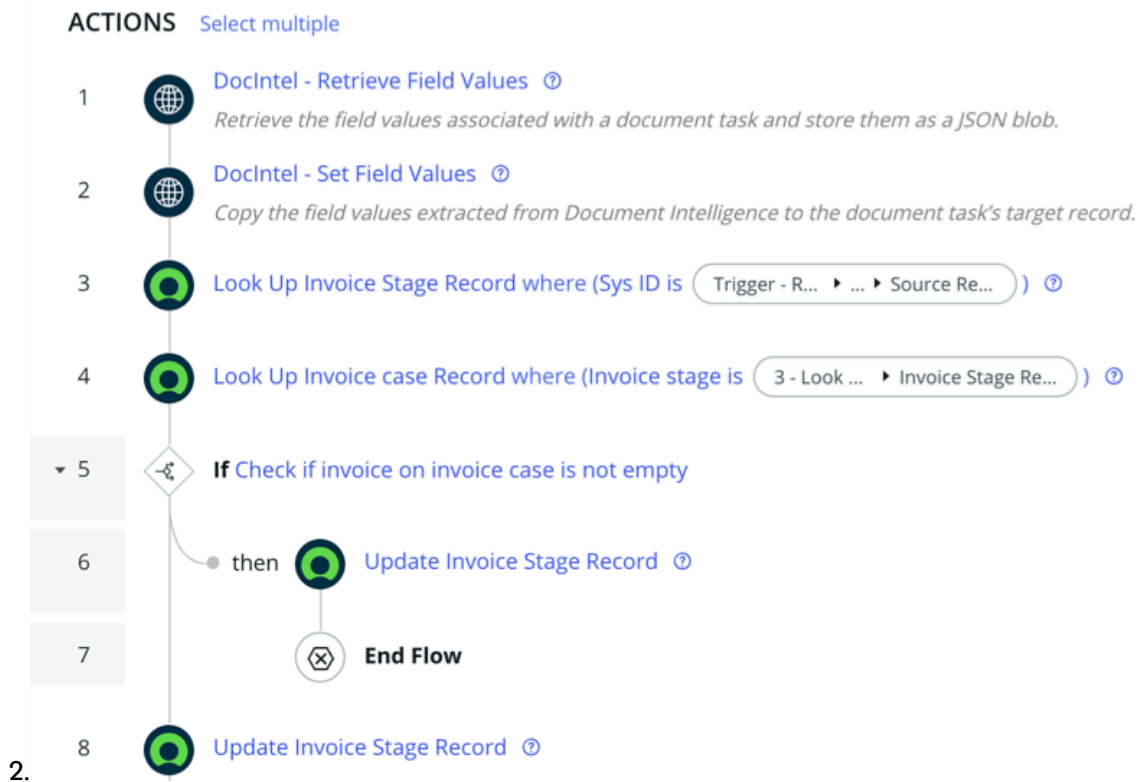 ACTIONS Select multiple
1 DocIntel - Retrieve Field Values
Retrieve the field values associated with a document task and store them as a JSON blob.
2 DocIntel - Set Field Values
Copy the field values extracted from Document Intelligence to the document task's target record.
3 Look Up Invoice Stage Record where (Sys ID is Trigger - R... ▸ ... ▸ Source Re... )
4 Look Up Invoice case Record where (Invoice stage is 3 - Look ... ▸ Invoice Stage Re... )
5 If Check if invoice on invoice case is not empty
6 then Update Invoice Stage Record
7 End Flow
8 Update Invoice Stage Record
2.